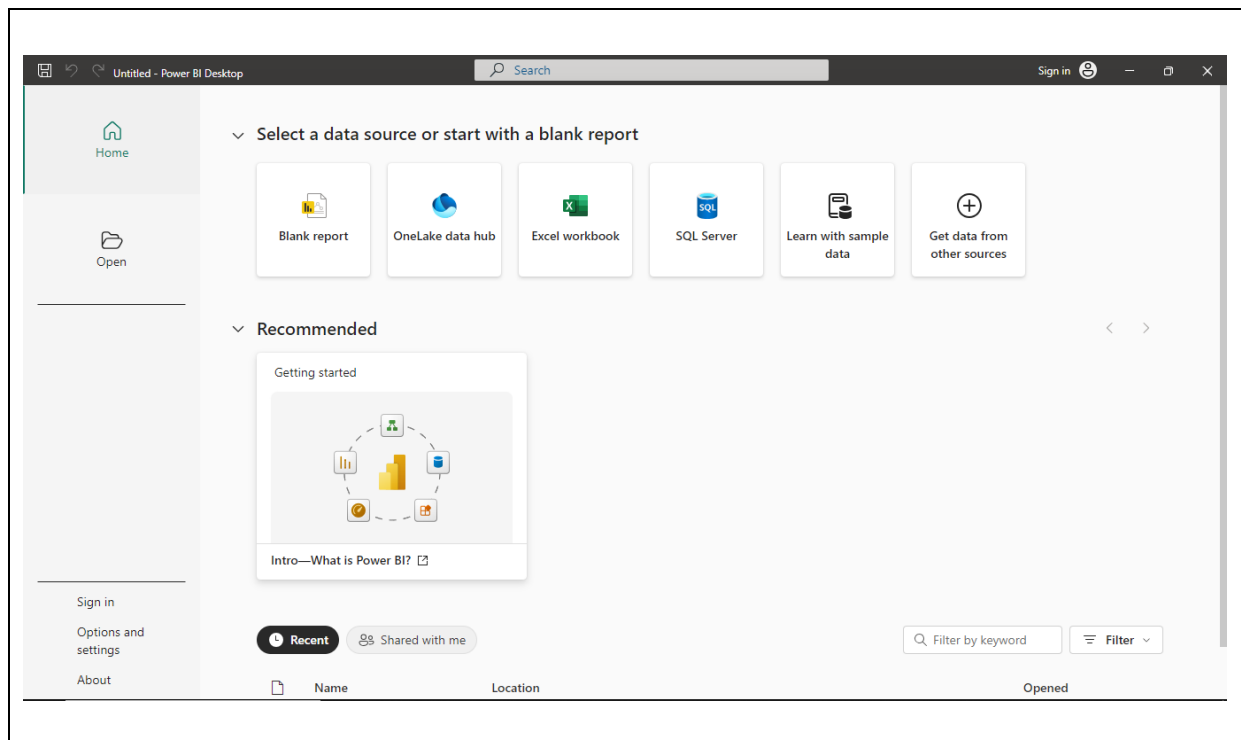 Untitled - Power BI Desktop
Search
Sign in
Home
Open
Select a data source or start with a blank report
Blank report
OneLake data hub
Excel workbook
SQL
SQL Server
Learn with sample
data
Get data from
other sources
Recommended
Getting started
Intro—What is Power BI?
Sign in
Options and
settings
About
Recent
Shared with me
Filter by keyword
Filter
Name
Location
Opened